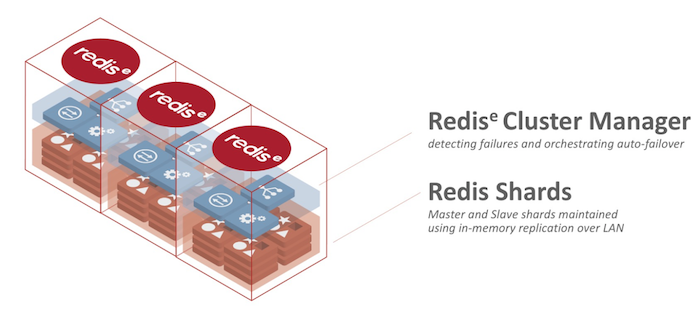 redis e
redis e
redis e
Redisᵉ Cluster Manager
detecting failures and orchestrating auto-failover
Redis Shards
Master and Slave shards maintained
using in-memory replication over LAN